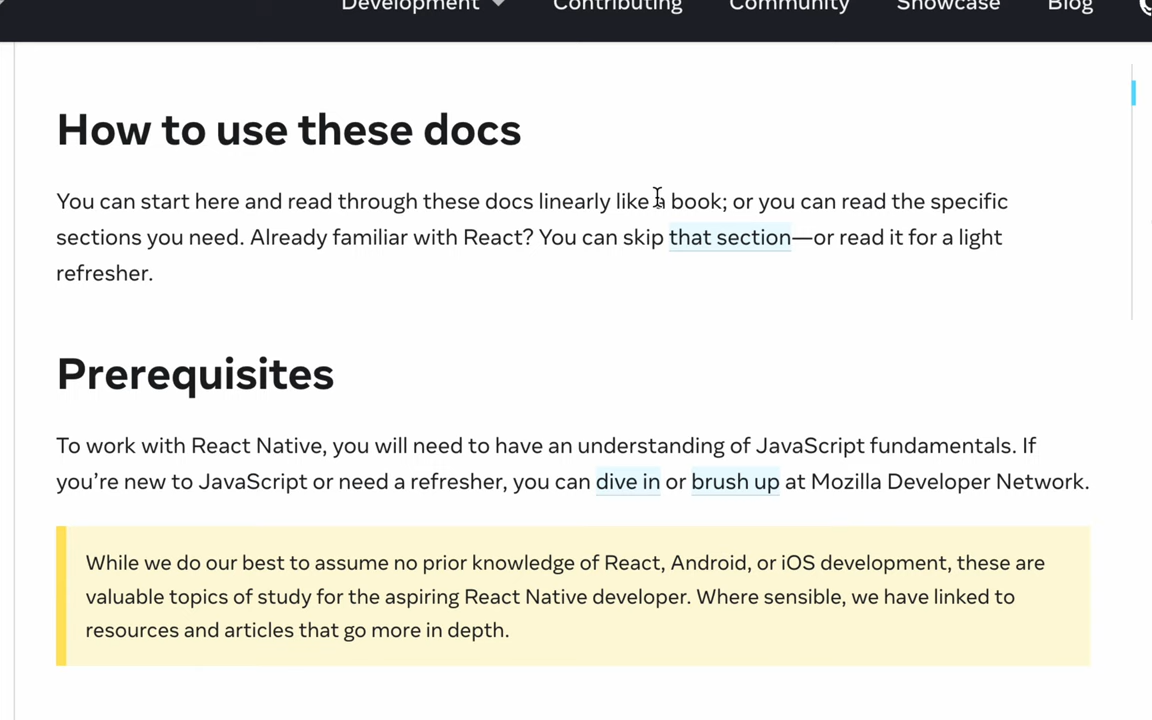 Development Contributing Community Showcase Blog
How to use these docs
You can start here and read through these docs linearly like a book; or you can read the specific
sections you need. Already familiar with React? You can skip that section—or read it for a light
refresher.
Prerequisites
To work with React Native, you will need to have an understanding of JavaScript fundamentals. If
you’re new to JavaScript or need a refresher, you can dive in or brush up at Mozilla Developer Network.
While we do our best to assume no prior knowledge of React, Android, or iOS development, these are
valuable topics of study for the aspiring React Native developer. Where sensible, we have linked to
resources and articles that go more in depth.